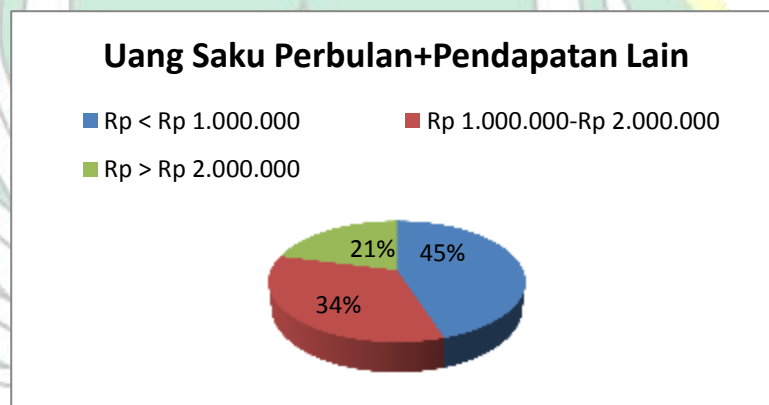 Uang Saku Perbulan+Pendapatan Lain
Rp < Rp 1.000.000
Rp 1.000.000-Rp 2.000.000
Rp > Rp 2.000.000
21%
45%
34%